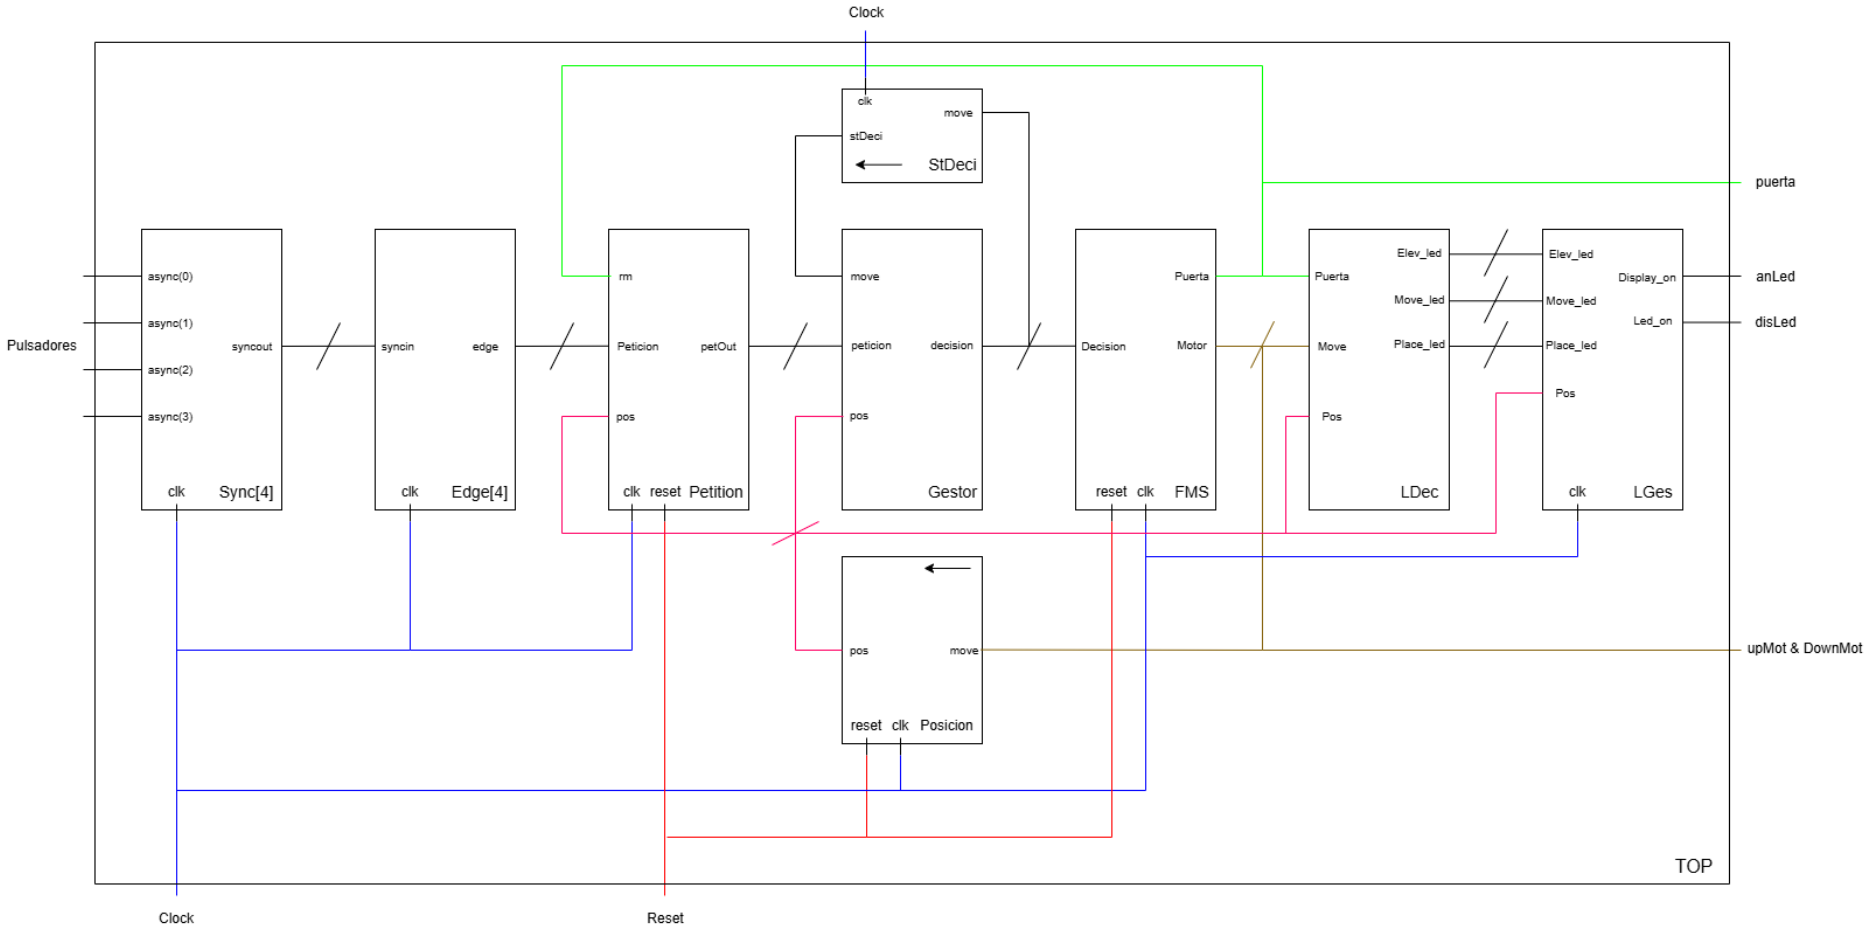 Clock
clk
move
stDeci
StDeci
puerta
Pulsadores
async(0)
async(1)
async(2)
async(3)
syncout
clk
Sync[4]
syncin
edge
clk
Edge[4]
rm
Peticion
petOut
pos
clk
reset
Petition
move
peticion
decision
pos
Gestor
Puerta
Decision
Motor
reset
clk
FMS
Puerta
Elev_led
Move_led
Place_led
Move
Pos
LDec
Elev_led
Move_led
Place_led
Pos
Display_on
Led_on
clk
LGes
anLed
disLed
pos
move
reset
clk
Posicion
upMot & DownMot
TOP
Clock
Reset